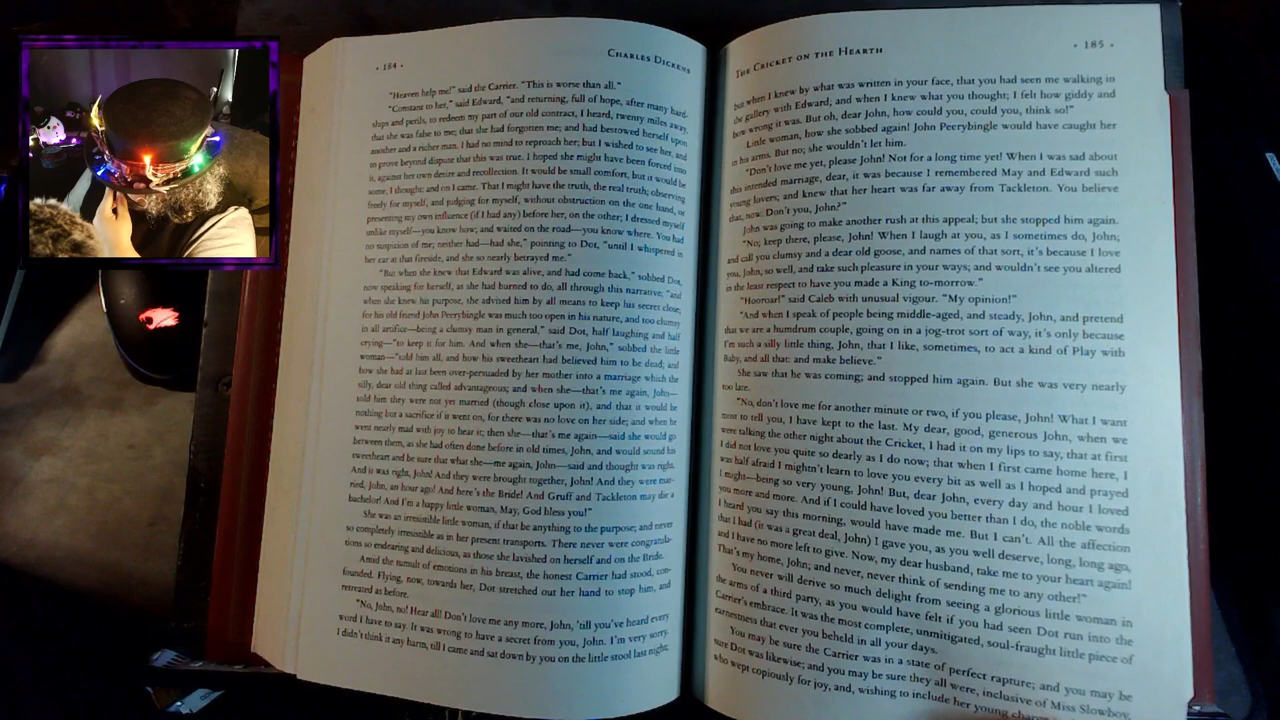 · 184 ·
CHARLES DICKENS
"Heaven help me!" said the Carrier. "This is worse than all."
"Constant to her," said Edward, "and returning, full of hope, after many hard-
ships and perils, to redeem my part of our old contract, I heard, twenty miles away,
that she was false to me; that she had forgotten me; and had bestowed herself upon
another and a richer man. I had no mind to reproach her; but I wished to see her, and
to prove beyond dispute that this was true. I hoped she might have been forced into
it, against her own desire and recollection. It would be small comfort, but it would be
some, I thought: and on I came. That I might have the truth, the real truth; observing
freely for myself, and judging for myself, without obstruction on the one hand, or
presenting my own influence (if I had any) before her, on the other; I dressed myself
unlike myself—you know how; and waited on the road—you know where. You had
no suspicion of me; neither had—had she," pointing to Dot, "until I whispered in
her ear at that fireside, and she so nearly betrayed me."
"But when she knew that Edward was alive, and had come back," sobbed Dot,
now speaking for herself, as she had burned to do, all through this narrative; "and
when she knew his purpose, she advised him by all means to keep his secret close;
for his old friend John Peerybingle was much too open in his nature, and too clumsy
in all artifice—being a clumsy man in general," said Dot, half laughing and half
crying—"to keep it for him. And when she—that's me, John," sobbed the little
woman—"told him all, and how his sweetheart had believed him to be dead; and
how she had at last been over-persuaded by her mother into a marriage which the
silly, dear old thing called advantageous; and when she—that's me again, John—
told him they were not yet married (though close upon it), and that it would be
nothing but a sacrifice if it went on, for there was no love on her side; and when he
went nearly mad with joy to hear it; then she—that's me again—said she would go
between them, as she had often done before in old times, John, and would sound his
sweetheart and be sure that what she—me again, John—said and thought was right.
And it was right, John! And they were brought together, John! And they were mar-
ried, John, an hour ago! And here's the Bride! And Gruff and Tackleton may die a
bachelor! And I'm a happy little woman, May, God bless you!"
She was an irresistible little woman, if that be anything to the purpose; and never
so completely irresistible as in her present transports. There never were congratula-
tions so endearing and delicious, as those she lavished on herself and on the Bride.
Amid the tumult of emotions in his breast, the honest Carrier had stood, con-
founded. Flying, now, towards her, Dot stretched out her hand to stop him, and
retreated as before.
"No, John, no! Hear all! Don't love me any more, John, 'till you've heard every
word I have to say. It was wrong to have a secret from you, John. I'm very sorry.
I didn't think it any harm, till I came and sat down by you on the little stool last night;
THE CRICKET ON THE HEARTH
· 185 ·
but when I knew by what was written in your face, that you had seen me walking in
the gallery with Edward; and when I knew what you thought; I felt how giddy and
how wrong it was. But oh, dear John, how could you, could you, think so!"
Little woman, how she sobbed again! John Peerybingle would have caught her
in his arms. But no; she wouldn't let him.
"Don't love me yet, please John! Not for a long time yet! When I was sad about
this intended marriage, dear, it was because I remembered May and Edward such
young lovers; and knew that her heart was far away from Tackleton. You believe
that, now. Don't you, John?"
John was going to make another rush at this appeal; but she stopped him again.
"No; keep there, please, John! When I laugh at you, as I sometimes do, John;
and call you clumsy and a dear old goose, and names of that sort, it's because I love
you, John, so well, and take such pleasure in your ways; and wouldn't see you altered
in the least respect to have you made a King to-morrow."
"Hooroar!" said Caleb with unusual vigour. "My opinion!"
"And when I speak of people being middle-aged, and steady, John, and pretend
that we are a humdrum couple, going on in a jog-trot sort of way, it's only because
I'm such a silly little thing, John, that I like, sometimes, to act a kind of Play with
Baby, and all that: and make believe."
She saw that he was coming; and stopped him again. But she was very nearly
too late.
"No, don't love me for another minute or two, if you please, John! What I want
most to tell you, I have kept to the last. My dear, good, generous John, when we
were talking the other night about the Cricket, I had it on my lips to say, that at first
I did not love you quite so dearly as I do now; that when I first came home here, I
was half afraid I mightn't learn to love you every bit as well as I hoped and prayed
I might—being so very young, John! But, dear John, every day and hour I loved
you more and more. And if I could have loved you better than I do, the noble words
I heard you say this morning, would have made me. But I can't. All the affection
that I had (it was a great deal, John) I gave you, as you well deserve, long, long ago,
and I have no more left to give. Now, my dear husband, take me to your heart again!
That's my home, John; and never, never think of sending me to any other!"
You never will derive so much delight from seeing a glorious little woman in
the arms of a third party, as you would have felt if you had seen Dot run into the
Carrier's embrace. It was the most complete, unmitigated, soul-fraught little piece of
earnestness that ever you beheld in all your days.
You may be sure the Carrier was in a state of perfect rapture; and you may be
sure Dot was likewise; and you may be sure they all were, inclusive of Miss Slowboy,
who wept copiously for joy, and, wishing to include her young